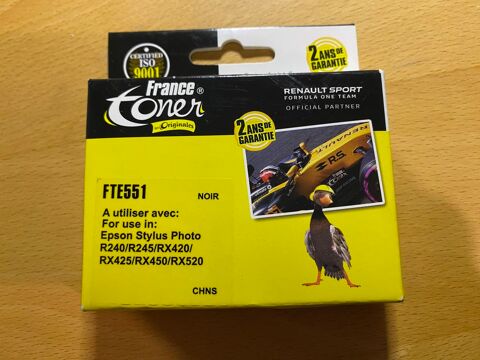 CERTIFIED
ISO
9001
2 ANS DE
GARANTIE
France
toner®
les Originales
RENAULT SPORT
FORMULA ONE TEAM
OFFICIAL PARTNER
2 ANS DE
GARANTIE
RENAULT
R.S.
FTE551 NOIR
A utiliser avec:
For use in:
Epson Stylus Photo
R240/R245/RX420/
RX425/RX450/RX520
CHNS